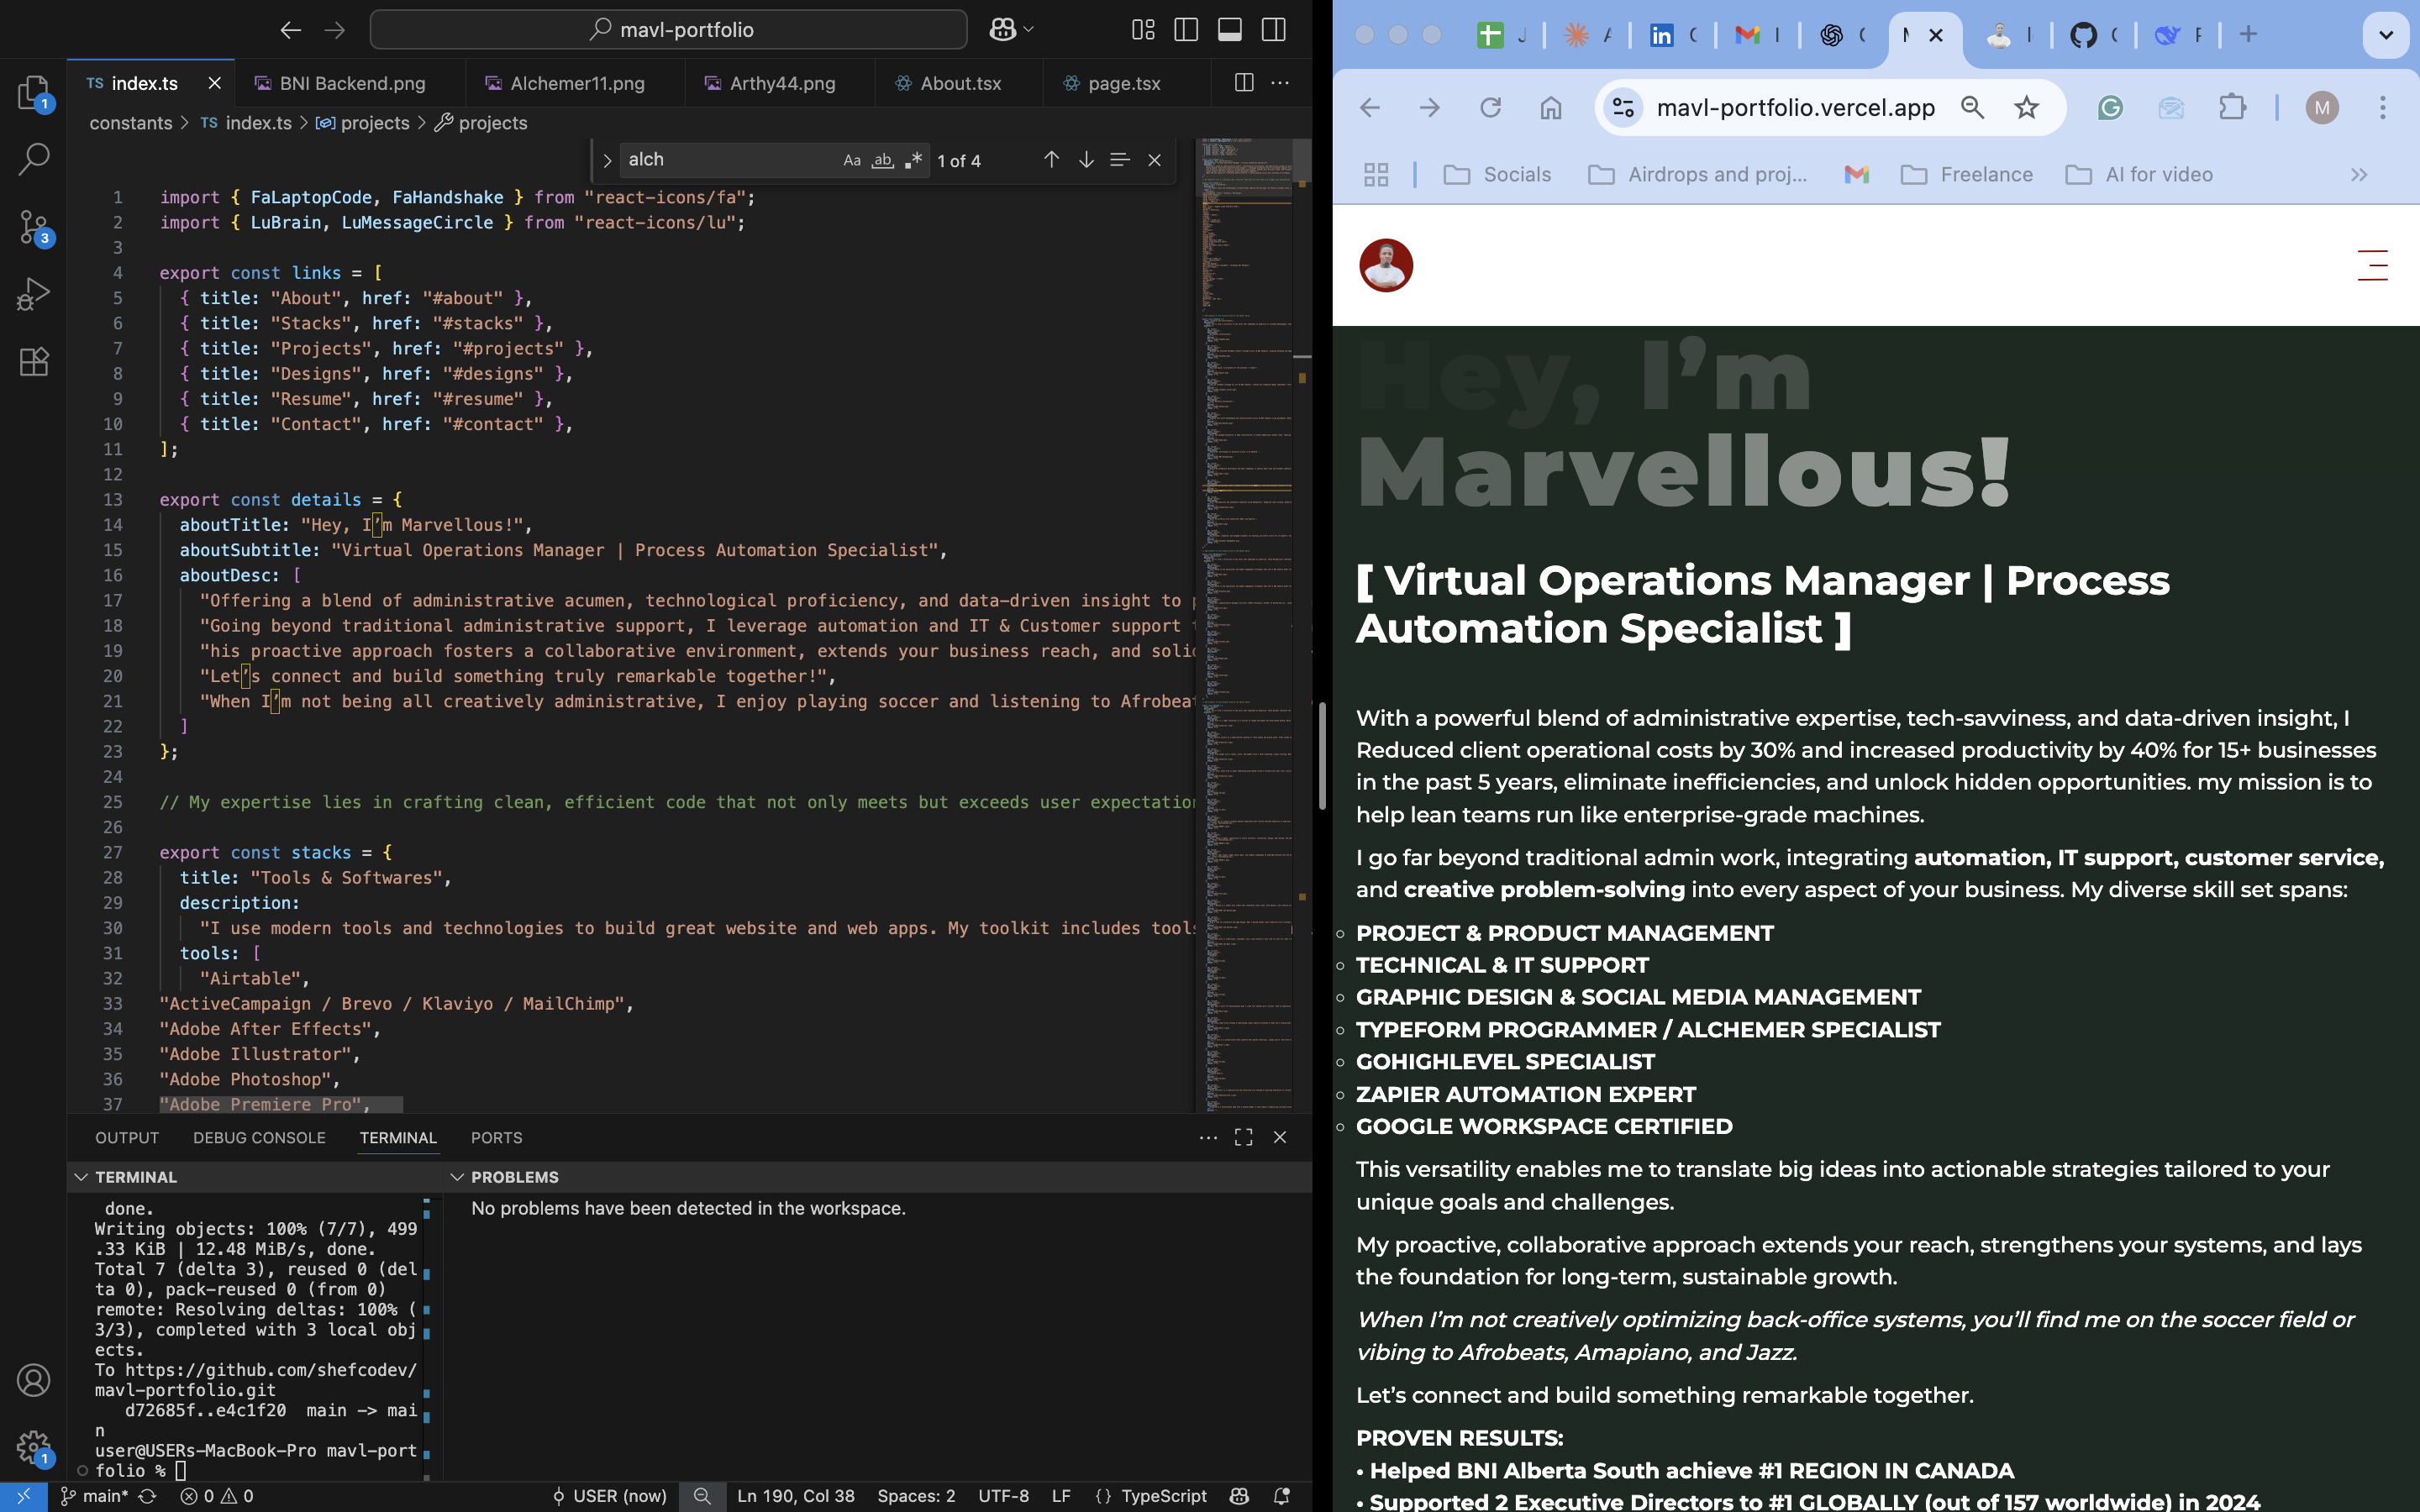 mavl-portfolio
TS index.ts
BNI Backend.png
Alchemer11.png
Arthy44.png
About.tsx
page.tsx
constants > TS index.ts > projects > projects
alch
Aa ab .* 1 of 4
1 import { FaLaptopCode, FaHandshake } from "react-icons/fa";
2 import { LuBrain, LuMessageCircle } from "react-icons/lu";
3
4 export const links = [
5 { title: "About", href: "#about" },
6 { title: "Stacks", href: "#stacks" },
7 { title: "Projects", href: "#projects" },
8 { title: "Designs", href: "#designs" },
9 { title: "Resume", href: "#resume" },
10 { title: "Contact", href: "#contact" },
11 ];
12
13 export const details = {
14 aboutTitle: "Hey, I’m Marvellous!",
15 aboutSubtitle: "Virtual Operations Manager | Process Automation Specialist",
16 aboutDesc: [
17 "Offering a blend of administrative acumen, technological proficiency, and data-driven insight to
18 "Going beyond traditional administrative support, I leverage automation and IT & Customer support
19 "his proactive approach fosters a collaborative environment, extends your business reach, and solid
20 "Let’s connect and build something truly remarkable together!",
21 "When I’m not being all creatively administrative, I enjoy playing soccer and listening to Afrobeat
22 ]
23 };
24
25 // My expertise lies in crafting clean, efficient code that not only meets but exceeds user expectation
26
27 export const stacks = {
28 title: "Tools & Softwares",
29 description:
30 "I use modern tools and technologies to build great website and web apps. My toolkit includes tools
31 tools: [
32 "Airtable",
33 "ActiveCampaign / Brevo / Klaviyo / MailChimp",
34 "Adobe After Effects",
35 "Adobe Illustrator",
36 "Adobe Photoshop",
37 "Adobe Premiere Pro",
OUTPUT DEBUG CONSOLE TERMINAL PORTS
TERMINAL
done.
Writing objects: 100% (7/7), 499
.33 KiB | 12.48 MiB/s, done.
Total 7 (delta 3), reused 0 (del
ta 0), pack-reused 0 (from 0)
remote: Resolving deltas: 100% (
3/3), completed with 3 local obj
ects.
To https://github.com/shefcodev/
mavl-portfolio.git
d72685f..e4c1f20 main -> mai
n
user@USERs-MacBook-Pro mavl-port
folio %
PROBLEMS
No problems have been detected in the workspace.
1
3
1
main* 0 0 USER (now) Ln 190, Col 38 Spaces: 2 UTF-8 LF {} TypeScript
mavl-portfolio.vercel.app
M
Socials
Airdrops and proj...
Freelance
AI for video
Hey, I’m
Marvellous!
[ Virtual Operations Manager | Process
Automation Specialist ]
With a powerful blend of administrative expertise, tech-savviness, and data-driven insight, I
Reduced client operational costs by 30% and increased productivity by 40% for 15+ businesses
in the past 5 years, eliminate inefficiencies, and unlock hidden opportunities. my mission is to
help lean teams run like enterprise-grade machines.
I go far beyond traditional admin work, integrating automation, IT support, customer service,
and creative problem-solving into every aspect of your business. My diverse skill set spans:
PROJECT & PRODUCT MANAGEMENT
TECHNICAL & IT SUPPORT
GRAPHIC DESIGN & SOCIAL MEDIA MANAGEMENT
TYPEFORM PROGRAMMER / ALCHEMER SPECIALIST
GOHIGHLEVEL SPECIALIST
ZAPIER AUTOMATION EXPERT
GOOGLE WORKSPACE CERTIFIED
This versatility enables me to translate big ideas into actionable strategies tailored to your
unique goals and challenges.
My proactive, collaborative approach extends your reach, strengthens your systems, and lays
the foundation for long-term, sustainable growth.
When I’m not creatively optimizing back-office systems, you’ll find me on the soccer field or
vibing to Afrobeats, Amapiano, and Jazz.
Let’s connect and build something remarkable together.
PROVEN RESULTS:
• Helped BNI Alberta South achieve #1 REGION IN CANADA
• Supported 2 Executive Directors to #1 GLOBALLY (out of 157 worldwide) in 2024